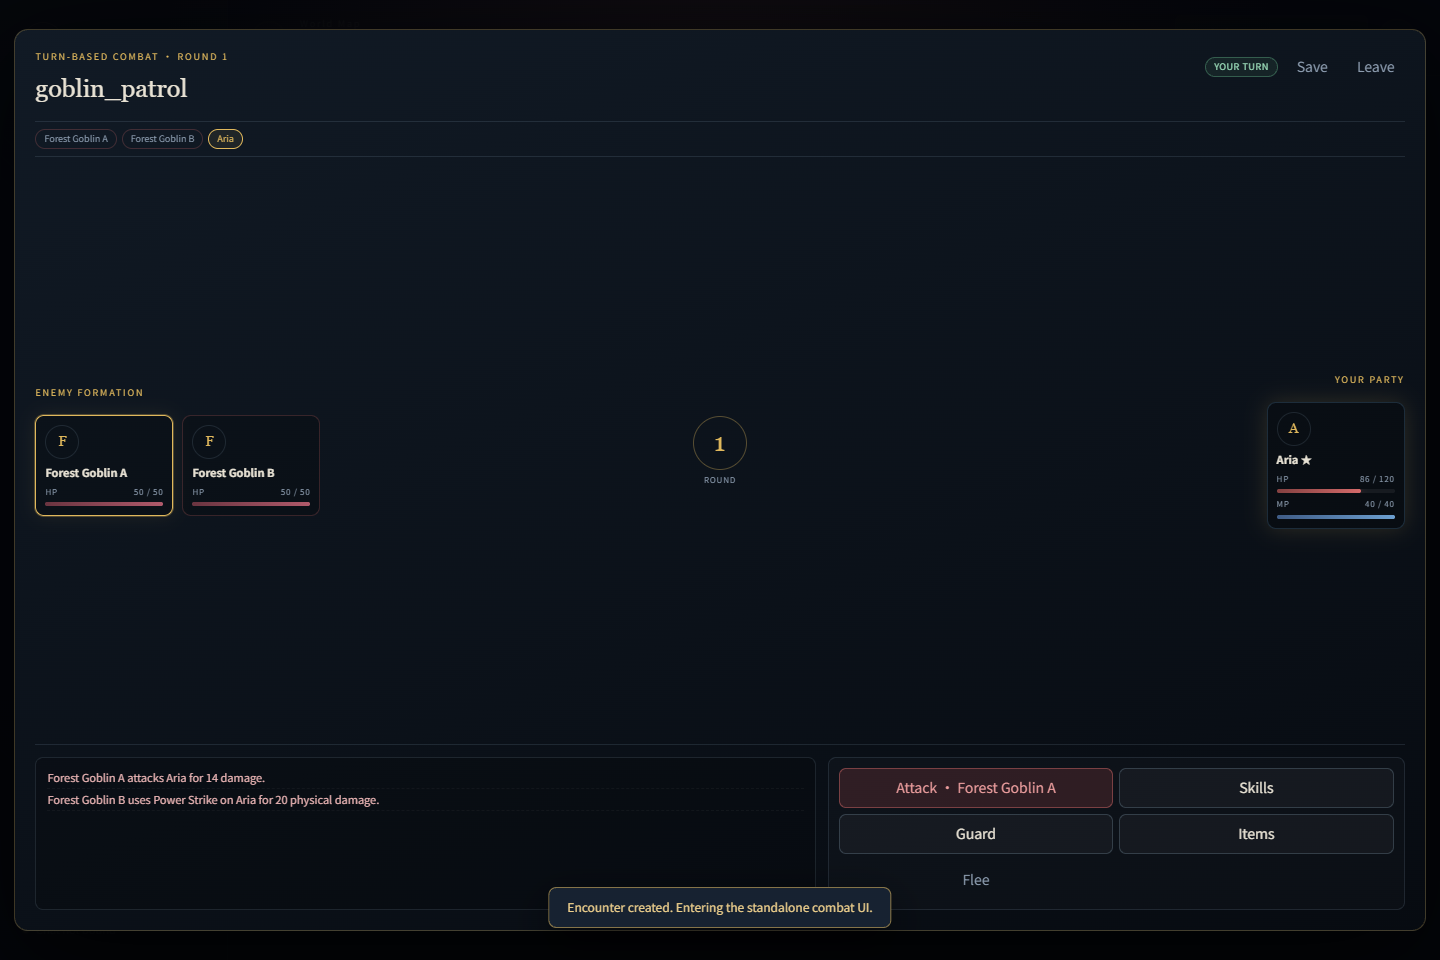 TURN-BASED COMBAT • ROUND 1
goblin_patrol
YOUR TURN
Save
Leave
Forest Goblin A
Forest Goblin B
Aria
ENEMY FORMATION
F
Forest Goblin A
HP 50 / 50
F
Forest Goblin B
HP 50 / 50
1
ROUND
YOUR PARTY
A
Aria ★
HP 86 / 120
MP 40 / 40
Forest Goblin A attacks Aria for 14 damage.
Forest Goblin B uses Power Strike on Aria for 20 physical damage.
Attack • Forest Goblin A
Skills
Guard
Items
Flee
Encounter created. Entering the standalone combat UI.